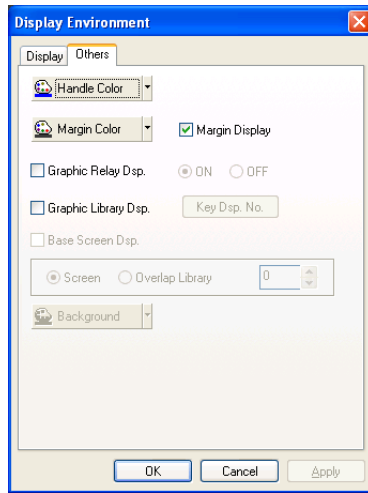 Display Environment
Display Others
Handle Color
Margin Color Margin Display
Graphic Relay Dsp. ON OFF
Graphic Library Dsp. Key Dsp. No.
Base Screen Dsp.
Screen Overlap Library 0
Background
OK Cancel Apply